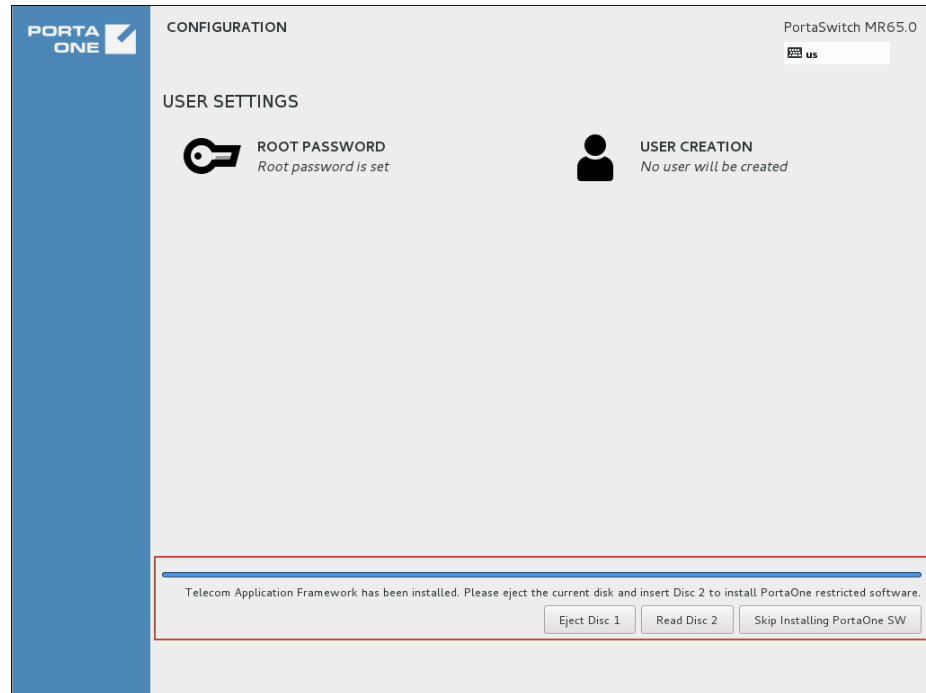 PORTA
ONE
CONFIGURATION
PortaSwitch MR65.0
us
USER SETTINGS
ROOT PASSWORD
Root password is set
USER CREATION
No user will be created
Telecom Application Framework has been installed. Please eject the current disk and insert Disc 2 to install PortaOne restricted software.
Eject Disc 1
Read Disc 2
Skip Installing PortaOne SW